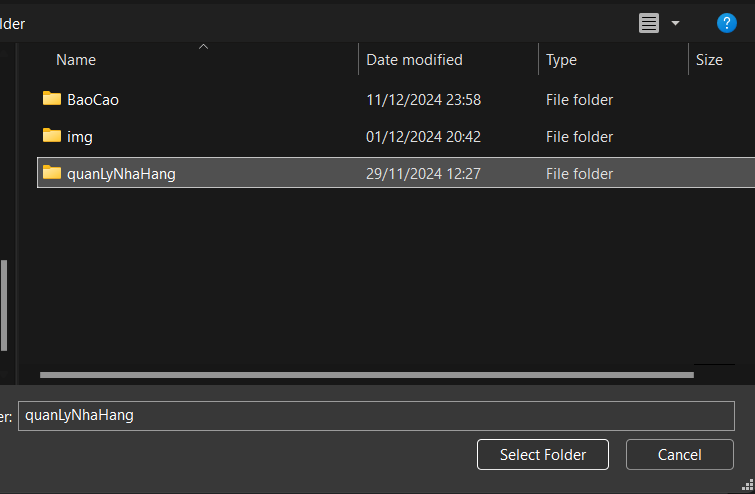 lder
Name Date modified Type Size
BaoCao 11/12/2024 23:58 File folder
img 01/12/2024 20:42 File folder
quanLyNhaHang 29/11/2024 12:27 File folder
er: quanLyNhaHang
Select Folder Cancel